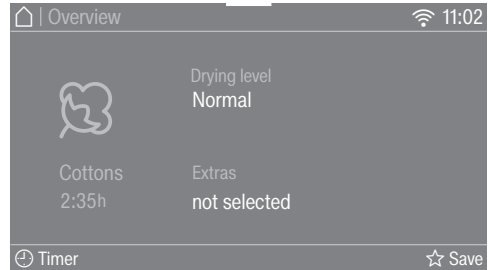 | Overview 11:02
Drying level
Normal
Cottons
2:35h
Extras
not selected
Timer Save